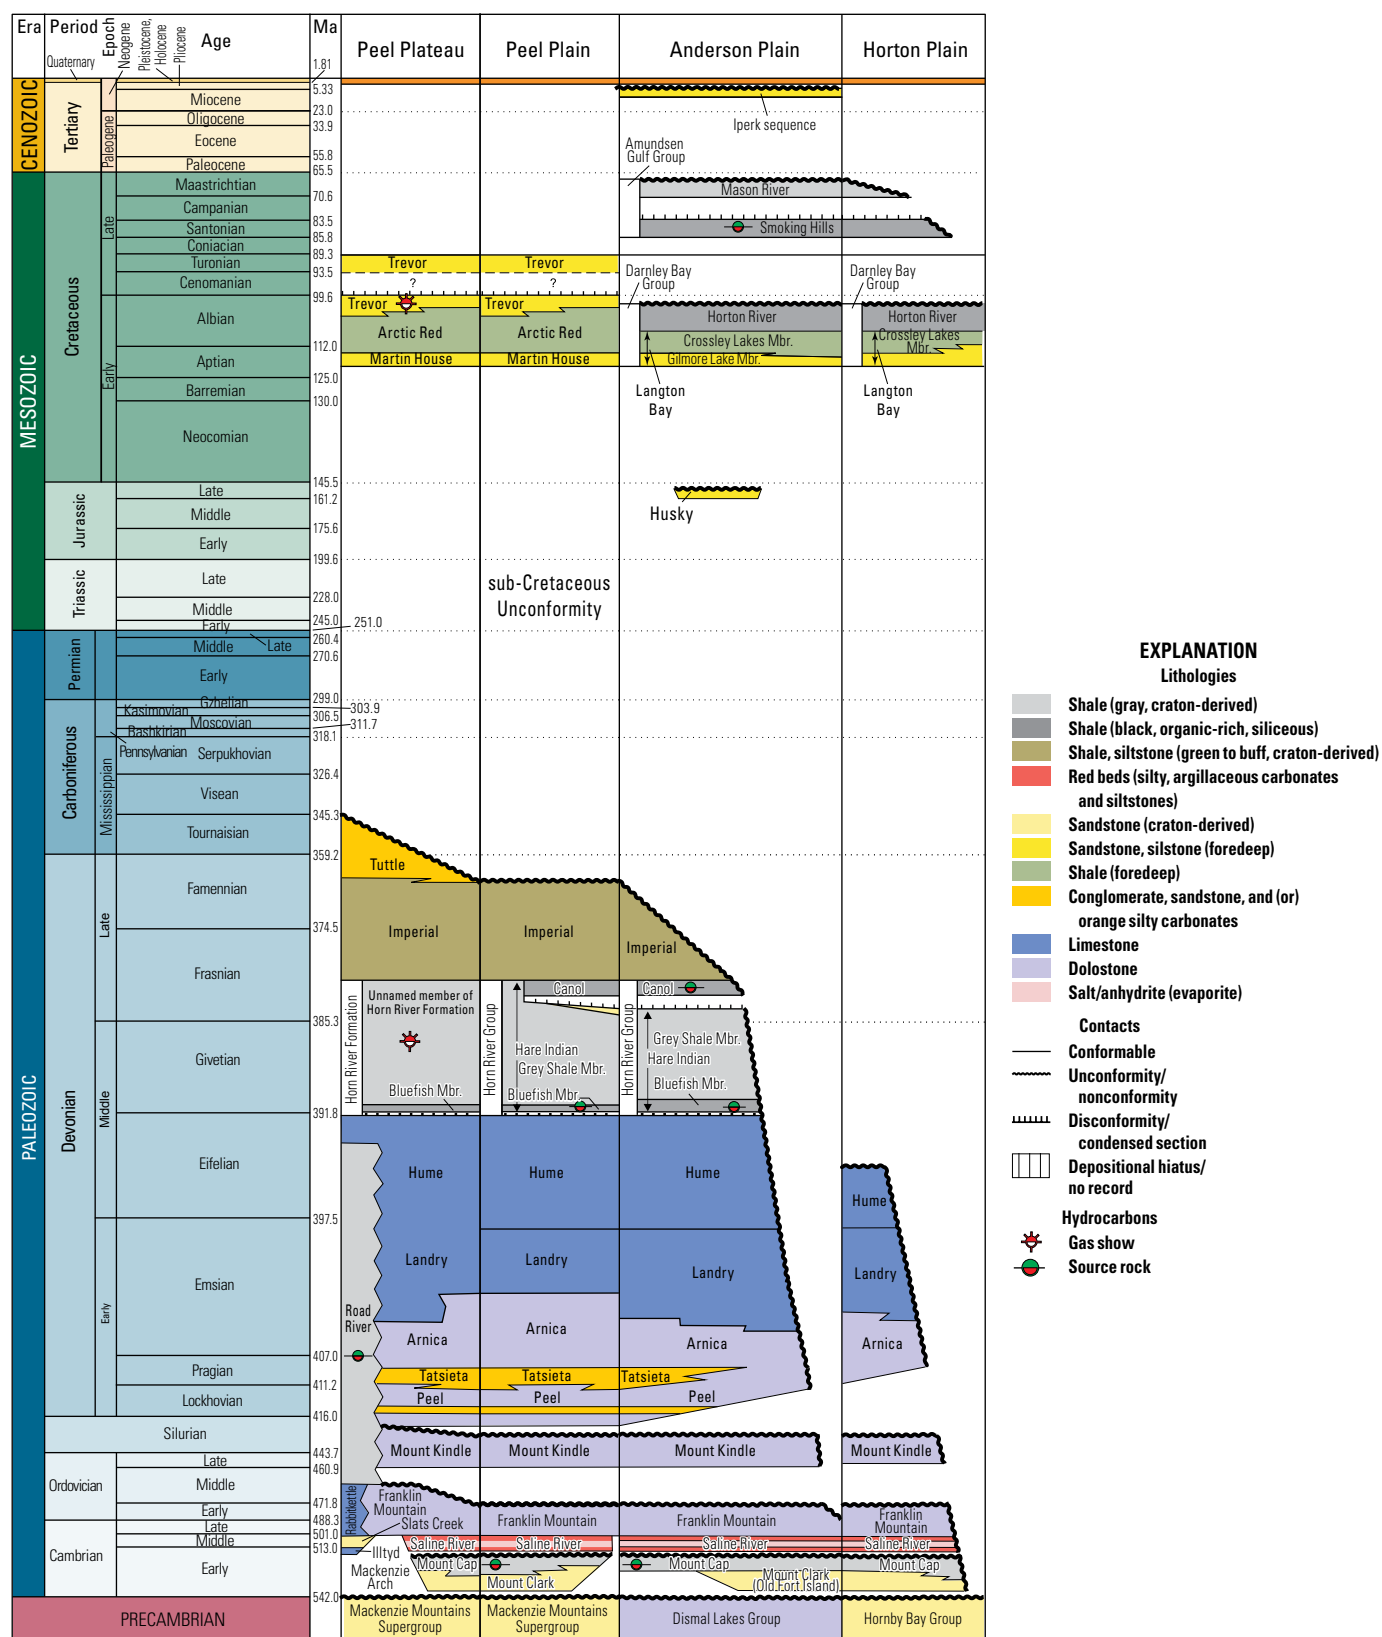 Era
Period
Epoch
Age
Ma
Quaternary
Neogene
Pleistocene,
Holocene
Pliocene
Peel Plateau
Peel Plain
Anderson Plain
Horton Plain
CENOZOIC
Tertiary
Paleogene
Miocene
Oligocene
Eocene
Paleocene
1.81
5.33
23.0
33.9
55.8
65.5
Iperk sequence
MESOZOIC
Cretaceous
Late
Early
Maastrichtian
Campanian
Santonian
Coniacian
Turonian
Cenomanian
Albian
Aptian
Barremian
Neocomian
70.6
83.5
85.8
89.3
93.5
99.6
112.0
125.0
130.0
145.5
Amundsen
Gulf Group
Mason River
Smoking Hills
Trevor
Trevor
?
?
Trevor
Trevor
Arctic Red
Arctic Red
Martin House
Martin House
Darnley Bay
Group
Darnley Bay
Group
Horton River
Horton River
Crossley Lakes Mbr.
Crossley Lakes
Mbr.
Gilmore Lake Mbr.
Langton
Bay
Langton
Bay
Jurassic
Late
Middle
Early
161.2
175.6
199.6
Husky
Triassic
Late
Middle
Early
228.0
245.0
251.0
sub-Cretaceous
Unconformity
PALEOZOIC
Permian
Late
Middle
Early
260.4
270.6
299.0
Carboniferous
Mississippian
Pennsylvanian
Gzhelian
Kasimovian
Moscovian
Bashkirian
Serpukhovian
Visean
Tournaisian
303.9
306.5
311.7
318.1
326.4
345.3
359.2
Devonian
Late
Middle
Early
Famennian
Frasnian
Givetian
Eifelian
Emsian
Pragian
Lockhovian
374.5
385.3
391.8
397.5
407.0
411.2
416.0
Tuttle
Imperial
Imperial
Imperial
Horn River Formation
Unnamed member of
Horn River Formation
Bluefish Mbr.
Horn River Group
Canol
Hare Indian
Grey Shale Mbr.
Bluefish Mbr.
Horn River Group
Canol
Grey Shale Mbr.
Hare Indian
Bluefish Mbr.
Hume
Hume
Hume
Hume
Landry
Landry
Landry
Landry
Road
River
Arnica
Arnica
Arnica
Arnica
Tatsieta
Tatsieta
Tatsieta
Peel
Peel
Peel
Silurian
443.7
Mount Kindle
Mount Kindle
Mount Kindle
Mount Kindle
Ordovician
Late
Middle
Early
460.9
471.8
488.3
Rabbitkettle
Franklin
Mountain
Franklin Mountain
Franklin Mountain
Franklin
Mountain
Cambrian
Late
Middle
Early
501.0
513.0
542.0
Slats Creek
Illtyd
Mackenzie
Arch
Saline River
Saline River
Saline River
Saline River
Mount Cap
Mount Clark
Mount Cap
Mount Clark
(Old Fort Island)
Mount Cap
PRECAMBRIAN
Mackenzie Mountains
Supergroup
Mackenzie Mountains
Supergroup
Dismal Lakes Group
Hornby Bay Group
EXPLANATION
Lithologies
Shale (gray, craton-derived)
Shale (black, organic-rich, siliceous)
Shale, siltstone (green to buff, craton-derived)
Red beds (silty, argillaceous carbonates
and siltstones)
Sandstone (craton-derived)
Sandstone, silstone (foredeep)
Shale (foredeep)
Conglomerate, sandstone, and (or)
orange silty carbonates
Limestone
Dolostone
Salt/anhydrite (evaporite)
Contacts
Conformable
Unconformity/
nonconformity
Disconformity/
condensed section
Depositional hiatus/
no record
Hydrocarbons
Gas show
Source rock